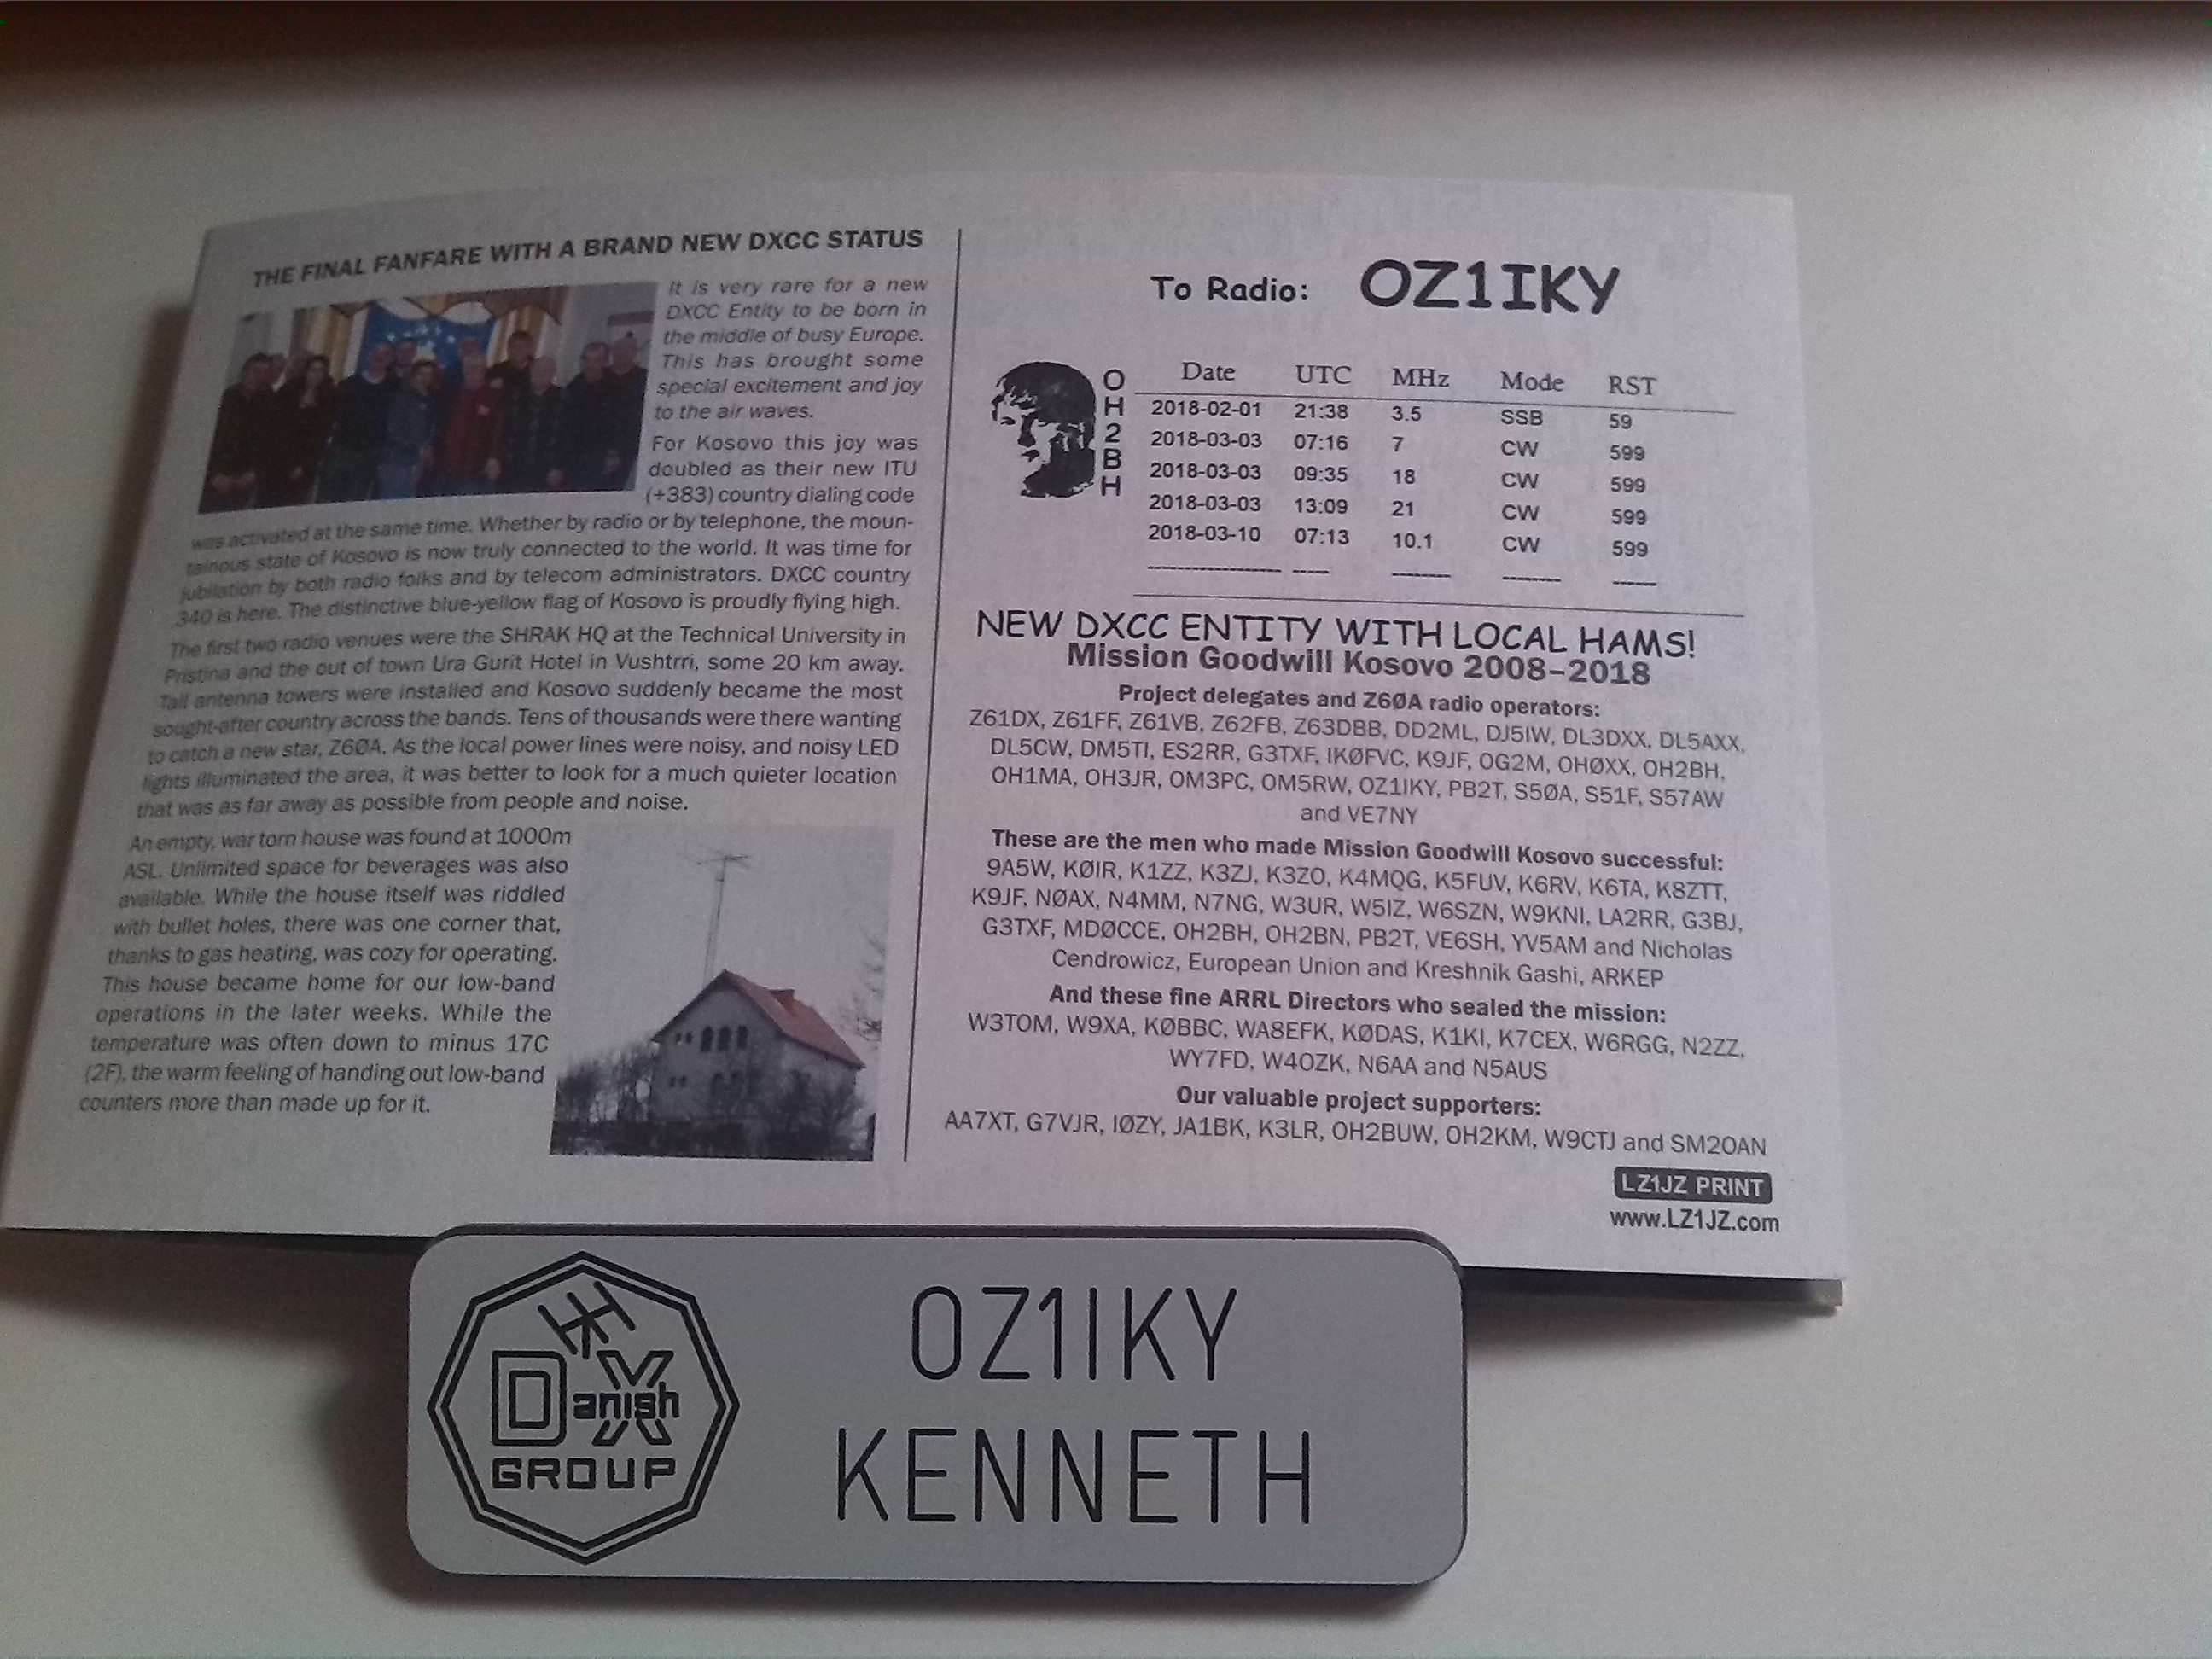 THE FINAL FANFARE WITH A BRAND NEW DXCC STATUS
It is very rare for a new
DXCC Entity to be born in
the middle of busy Europe.
This has brought some
special excitement and joy
to the air waves.
For Kosovo this joy was
doubled as their new ITU
(+383) country dialing code
was activated at the same time. Whether by radio or by telephone, the moun-
tainous state of Kosovo is now truly connected to the world. It was time for
jubilation by both radio folks and by telecom administrators. DXCC country
340 is here. The distinctive blue-yellow flag of Kosovo is proudly flying high.
The first two radio venues were the SHRAK HQ at the Technical University in
Pristina and the out of town Ura Gurit Hotel in Vushtrri, some 20 km away.
Tall antenna towers were installed and Kosovo suddenly became the most
sought-after country across the bands. Tens of thousands were there wanting
to catch a new star, Z6ØA. As the local power lines were noisy, and noisy LED
lights illuminated the area, it was better to look for a much quieter location
that was as far away as possible from people and noise.
An empty, war torn house was found at 1000m
ASL. Unlimited space for beverages was also
available. While the house itself was riddled
with bullet holes, there was one corner that,
thanks to gas heating, was cozy for operating.
This house became home for our low-band
operations in the later weeks. While the
temperature was often down to minus 17C
(2F), the warm feeling of handing out low-band
counters more than made up for it.
To Radio: OZ1IKY
OH2BH
Date UTC MHz Mode RST
2018-02-01 21:38 3.5 SSB 59
2018-03-03 07:16 7 CW 599
2018-03-03 09:35 18 CW 599
2018-03-03 13:09 21 CW 599
2018-03-10 07:13 10.1 CW 599
NEW DXCC ENTITY WITH LOCAL HAMS!
Mission Goodwill Kosovo 2008–2018
Project delegates and Z6ØA radio operators:
Z61DX, Z61FF, Z61VB, Z62FB, Z63DBB, DD2ML, DJ5IW, DL3DXX, DL5AXX,
DL5CW, DM5TI, ES2RR, G3TXF, IKØFVC, K9JF, OG2M, OHØXX, OH2BH,
OH1MA, OH3JR, OM3PC, OM5RW, OZ1IKY, PB2T, S5ØA, S51F, S57AW
and VE7NY
These are the men who made Mission Goodwill Kosovo successful:
9A5W, KØIR, K1ZZ, K3ZJ, K3ZO, K4MQG, K5FUV, K6RV, K6TA, K8ZTT,
K9JF, NØAX, N4MM, N7NG, W3UR, W5IZ, W6SZN, W9KNI, LA2RR, G3BJ,
G3TXF, MDØCCE, OH2BH, OH2BN, PB2T, VE6SH, YV5AM and Nicholas
Cendrowicz, European Union and Kreshnik Gashi, ARKEP
And these fine ARRL Directors who sealed the mission:
W3TOM, W9XA, KØBBC, WA8EFK, KØDAS, K1KI, K7CEX, W6RGG, N2ZZ,
WY7FD, W4OZK, N6AA and N5AUS
Our valuable project supporters:
AA7XT, G7VJR, IØZY, JA1BK, K3LR, OH2BUW, OH2KM, W9CTJ and SM2OAN
LZ1JZ PRINT
www.LZ1JZ.com
DX
Danish
GROUP
OZ1IKY
KENNETH